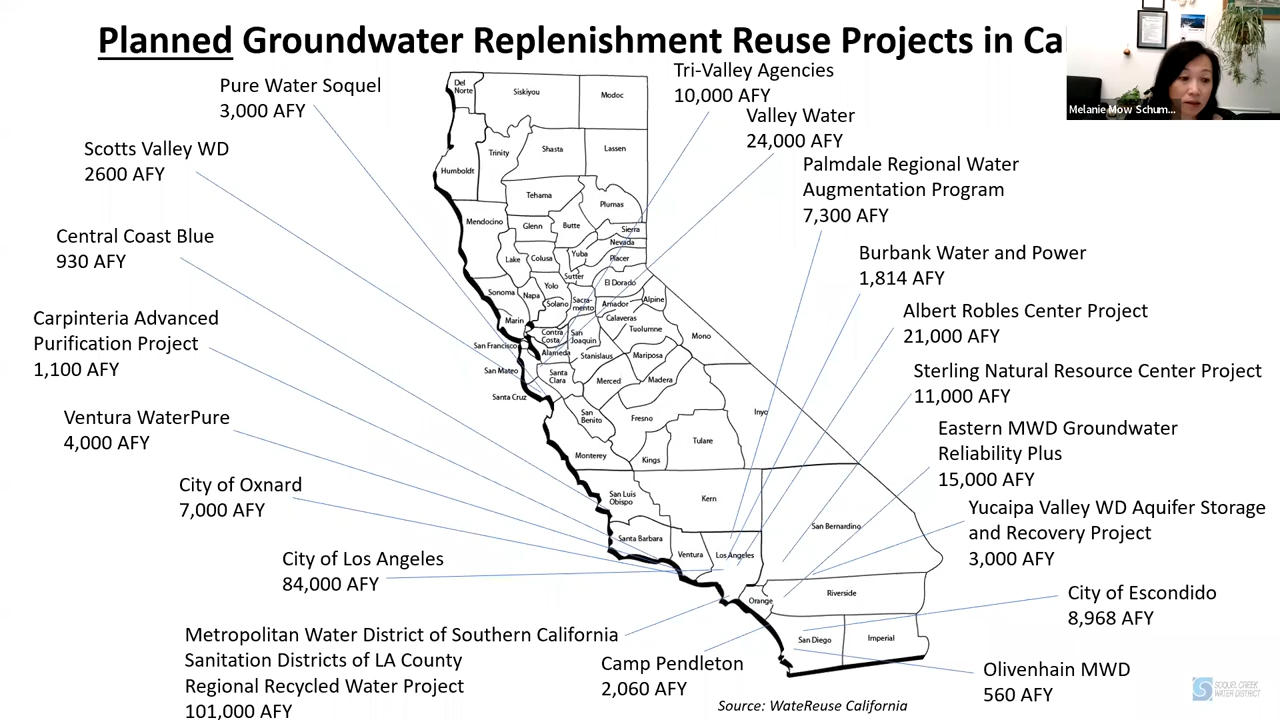 Planned Groundwater Replenishment Reuse Projects in Ca
Melanie Mow Schum...
Pure Water Soquel
3,000 AFY
Scotts Valley WD
2600 AFY
Central Coast Blue
930 AFY
Carpinteria Advanced
Purification Project
1,100 AFY
Ventura WaterPure
4,000 AFY
City of Oxnard
7,000 AFY
City of Los Angeles
84,000 AFY
Metropolitan Water District of Southern California
Sanitation Districts of LA County
Regional Recycled Water Project
101,000 AFY
Tri-Valley Agencies
10,000 AFY
Valley Water
24,000 AFY
Palmdale Regional Water
Augmentation Program
7,300 AFY
Burbank Water and Power
1,814 AFY
Albert Robles Center Project
21,000 AFY
Sterling Natural Resource Center Project
11,000 AFY
Eastern MWD Groundwater
Reliability Plus
15,000 AFY
Yucaipa Valley WD Aquifer Storage
and Recovery Project
3,000 AFY
City of Escondido
8,968 AFY
Olivenhain MWD
560 AFY
Camp Pendleton
2,060 AFY
Source: WateReuse California
SOQUEL CREEK
WATER DISTRICT
Del
Norte
Siskiyou
Modoc
Humboldt
Trinity
Shasta
Lassen
Tehama
Plumas
Mendocino
Glenn
Butte
Sierra
Nevada
Lake
Colusa
Yuba
Placer
Sutter
El Dorado
Sonoma
Napa
Yolo
Solano
Sacra-
mento
Amador
Alpine
Marin
Calaveras
Tuolumne
Mono
Contra
Costa
San
Joaquin
San Francisco
Alameda
Stanislaus
Mariposa
San Mateo
Santa
Clara
Merced
Madera
Santa Cruz
San
Benito
Fresno
Inyo
Monterey
Kings
Tulare
San Luis
Obispo
Kern
San Bernardino
Santa Barbara
Ventura
Los Angeles
Orange
Riverside
San Diego
Imperial